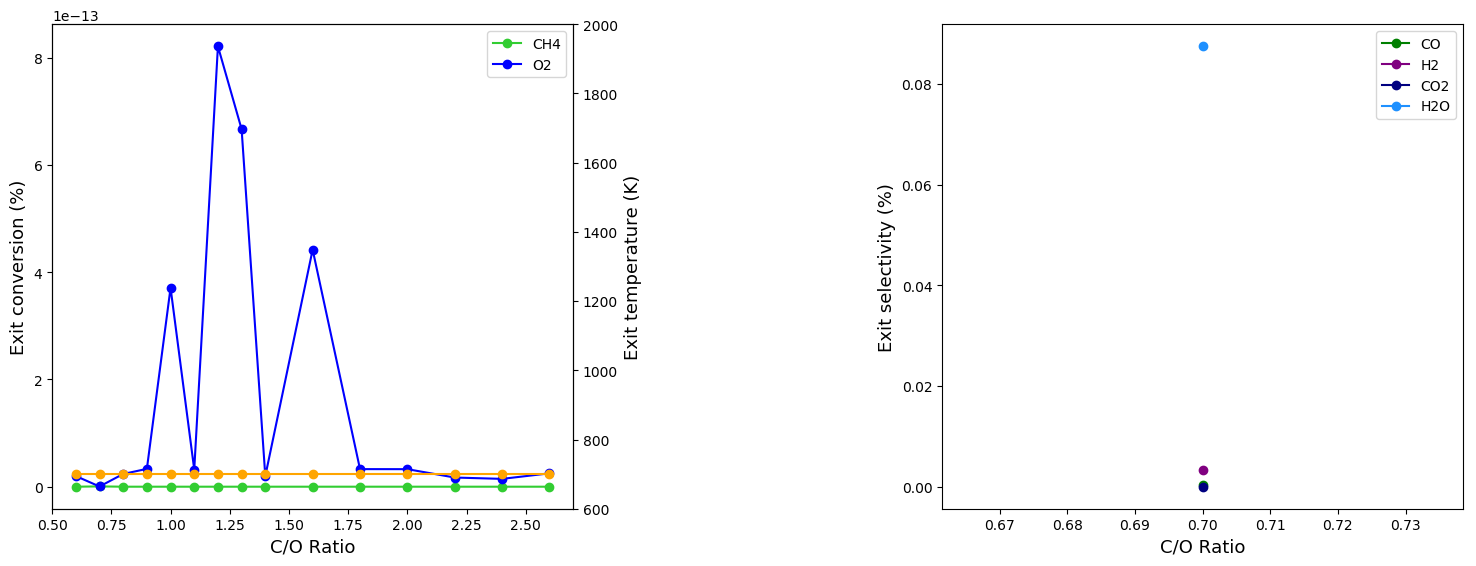 1e−13
8
6
4
2
0
Exit conversion (%)
0.50 0.75 1.00 1.25 1.50 1.75 2.00 2.25 2.50
C/O Ratio
CH4
O2
2000
1800
1600
1400
1200
1000
800
600
Exit temperature (K)
0.08
0.06
0.04
0.02
0.00
Exit selectivity (%)
0.67 0.68 0.69 0.70 0.71 0.72 0.73
C/O Ratio
CO
H2
CO2
H2O